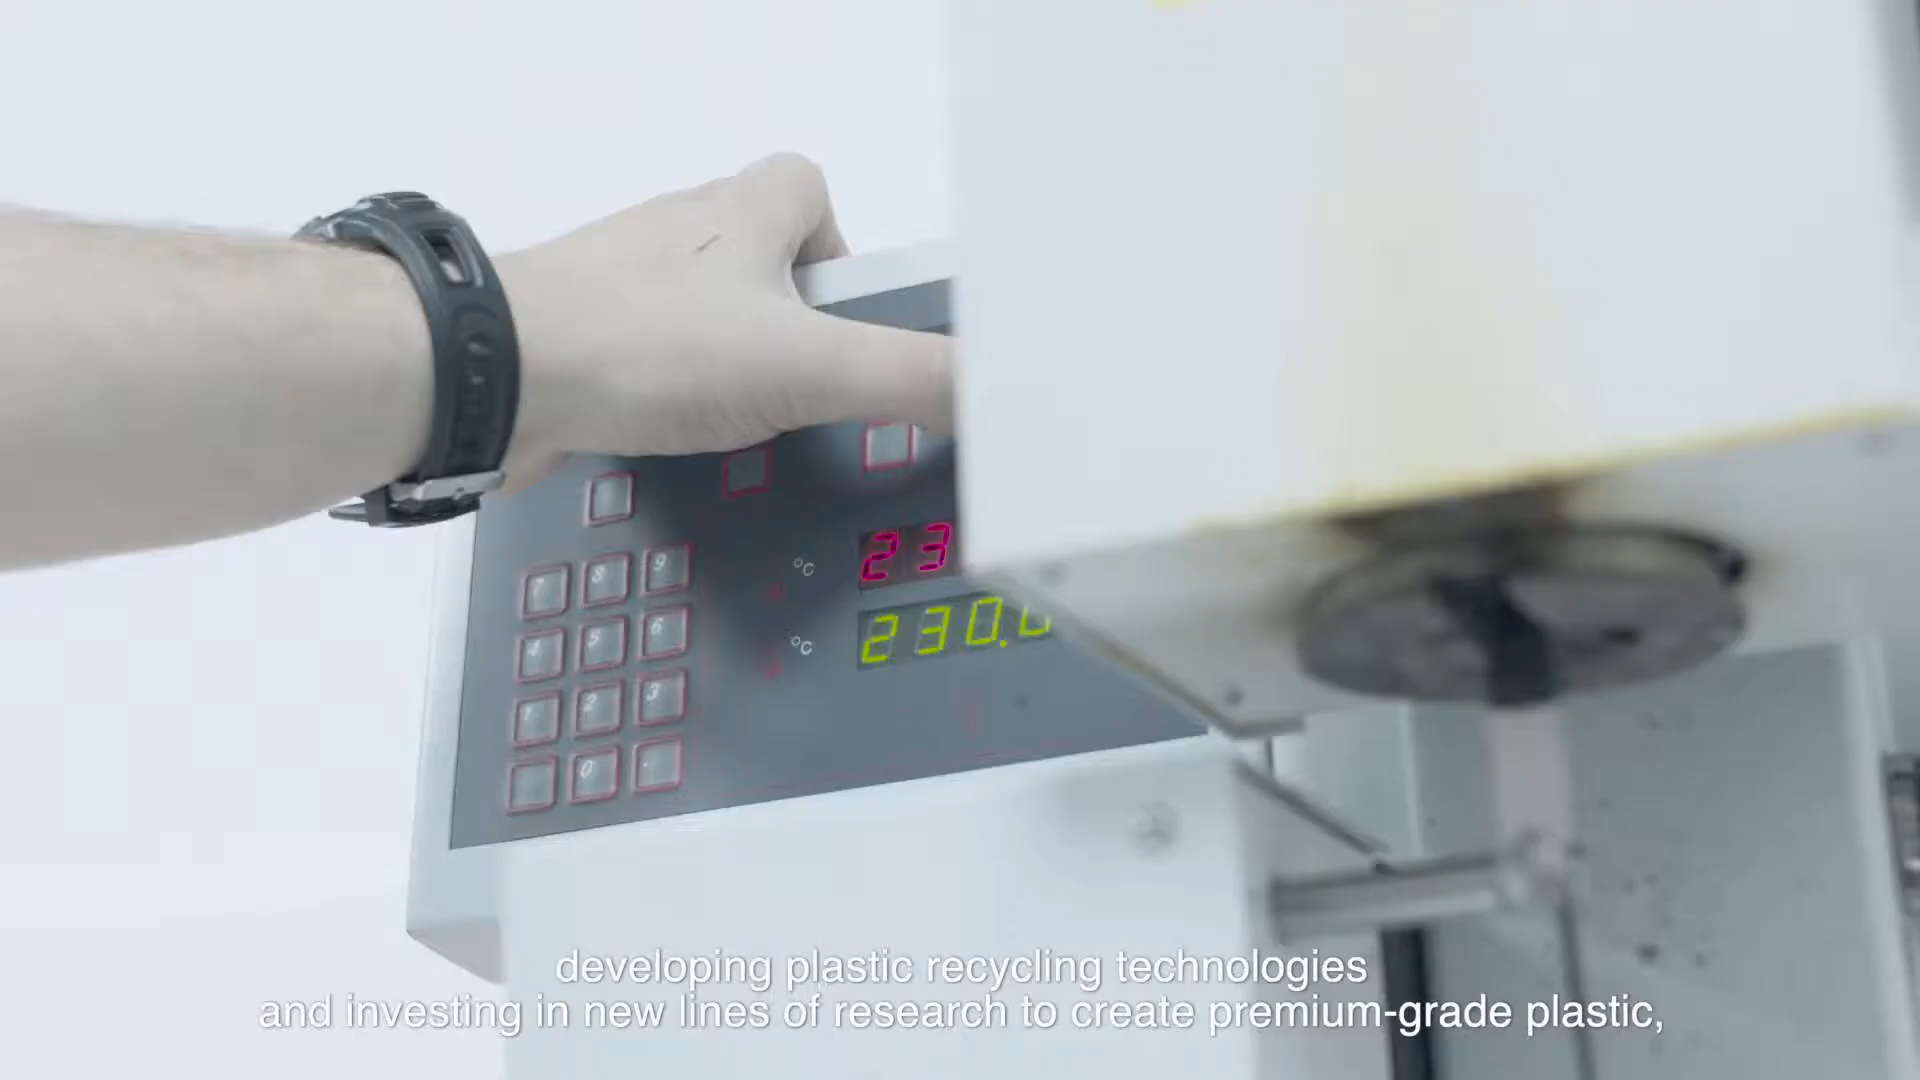 7 8 9
4 5 6
1 2 3
0 .
°C 23
°C 230.0
developing plastic recycling technologies
and investing in new lines of research to create premium-grade plastic,